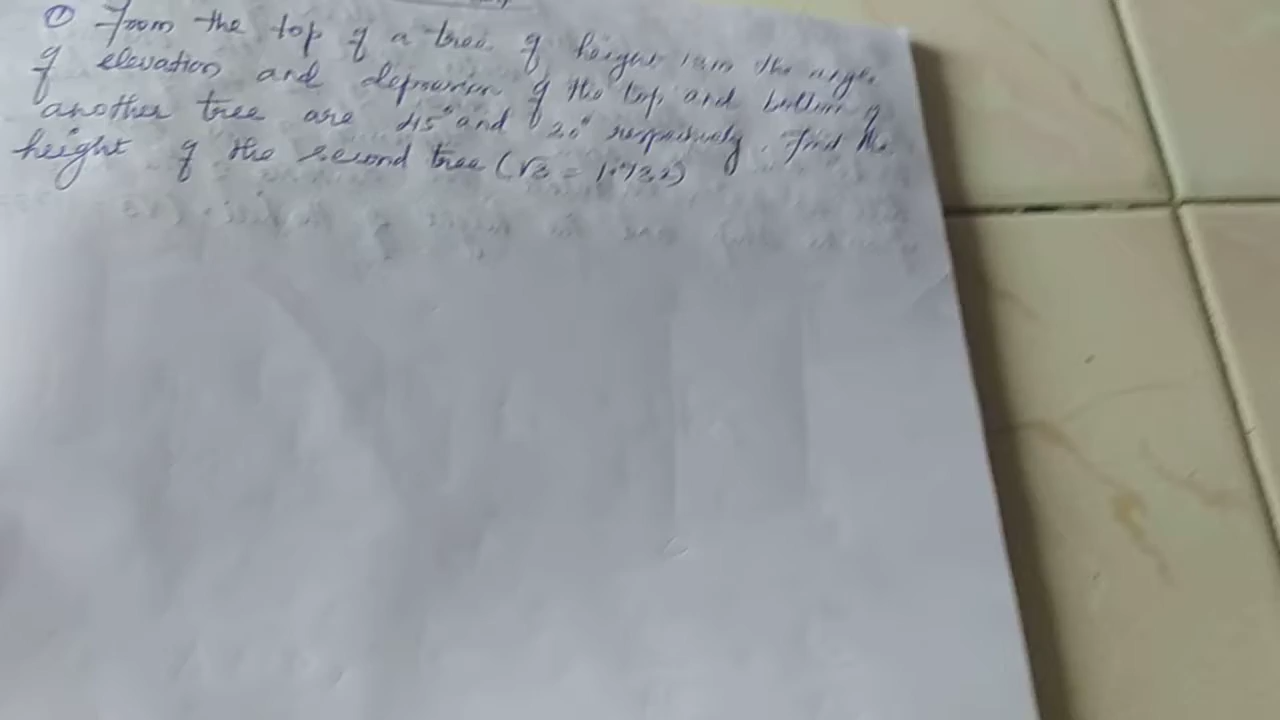 ① From the top of a tree of height 13m the angles
of elevation and depression of the top and bottom of
another tree are 45° and 30° respectively. Find the
height of the second tree (√3 = 1.732)